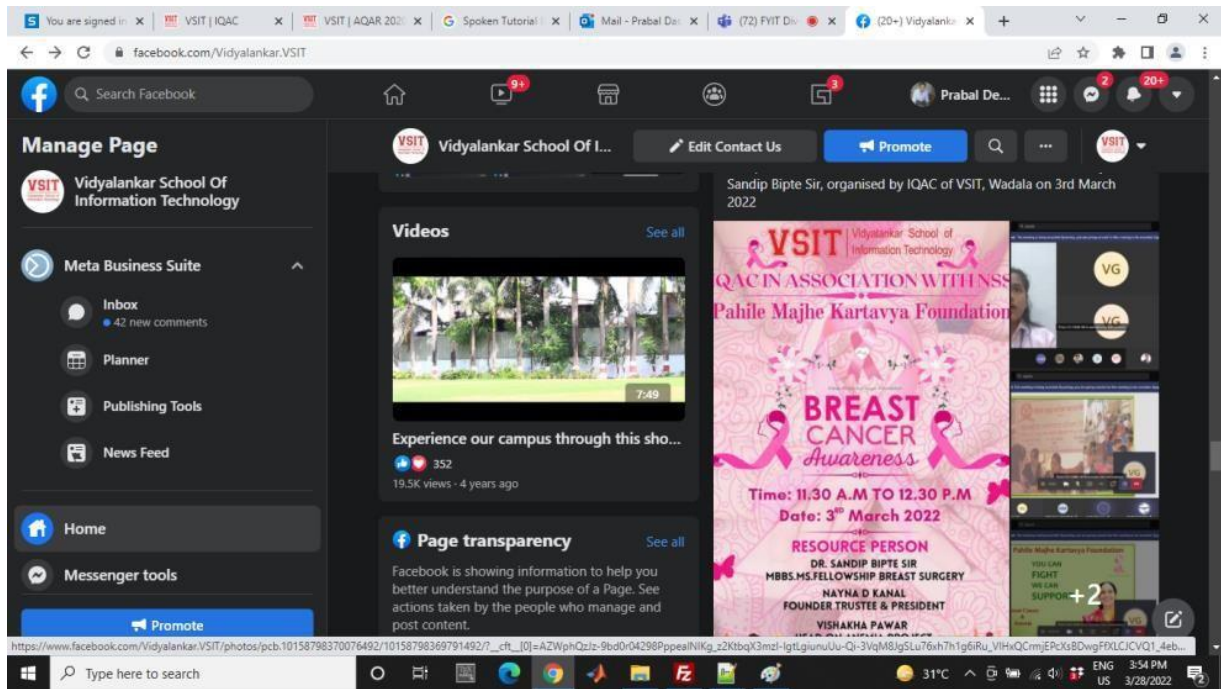 You are signed in
VSIT | IQAC
VSIT | AQAR 202
Spoken Tutorial
Mail - Prabal Da
(72) FYIT Div
(20+) Vidyalanka
facebook.com/Vidyalankar.VSIT
Search Facebook
9+
3
Prabal De...
2
20+
Manage Page
VSIT
Vidyalankar School Of
Information Technology
Meta Business Suite
Inbox
42 new comments
Planner
Publishing Tools
News Feed
Home
Messenger tools
Promote
VSIT
Vidyalankar School Of I...
Edit Contact Us
Promote
VSIT
Videos
See all
7:49
Experience our campus through this sho...
352
19.5K views · 4 years ago
Page transparency
See all
Facebook is showing information to help you
better understand the purpose of a Page. See
actions taken by the people who manage and
post content.
Sandip Bipte Sir, organised by IQAC of VSIT, Wadala on 3rd March
2022
VSIT
Vidyalankar School of
Information Technology
IQAC IN ASSOCIATION WITH NSS
Pahile Majhe Kartavya Foundation
BREAST
CANCER
Awareness
Time: 11.30 A.M TO 12.30 P.M
Date: 3RD March 2022
RESOURCE PERSON
DR. SANDIP BIPTE SIR
MBBS.MS.FELLOWSHIP BREAST SURGERY
NAYNA D KANAL
FOUNDER TRUSTEE & PRESIDENT
VISHAKHA PAWAR
HEAD ON ANEMIA PROJECT
VG
VG
VG
Pahile Majhe Kartavya Foundation
YOU CAN
FIGHT
WE CAN
SUPPORT
+2
Type here to search
31°C
ENG
US
3:54 PM
3/28/2022
2